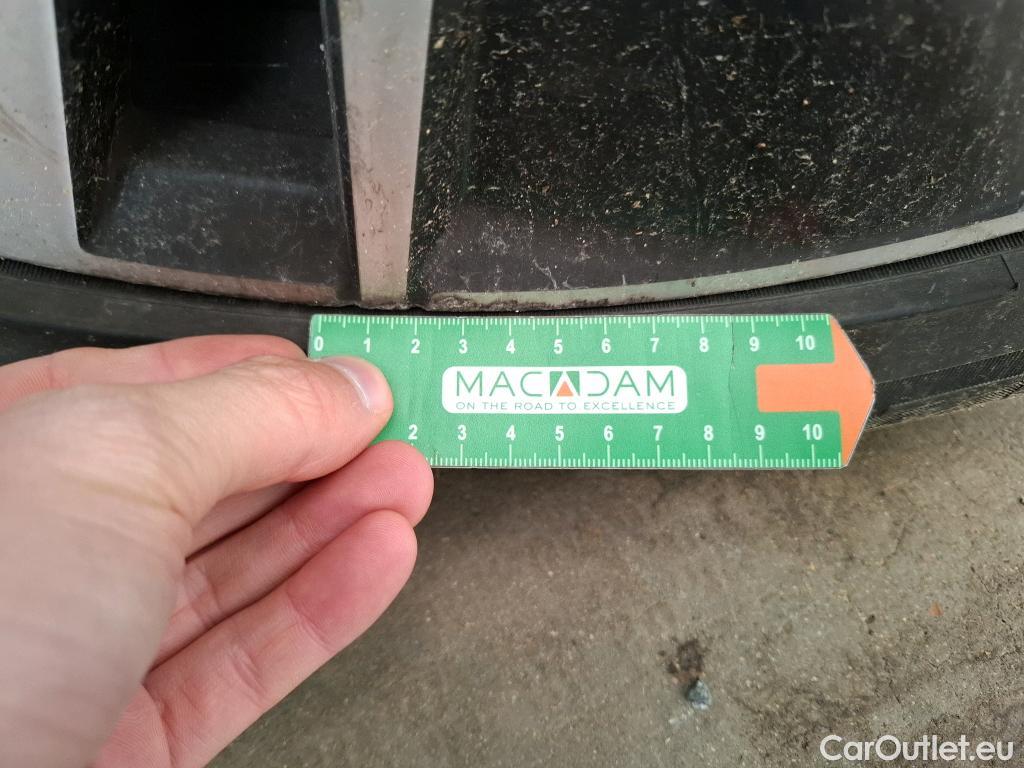 0 1 2 3 4 5 6 7 8 9 10
MACADAM
ON THE ROAD TO EXCELLENCE
2 3 4 5 6 7 8 9 10
CarOutlet.eu